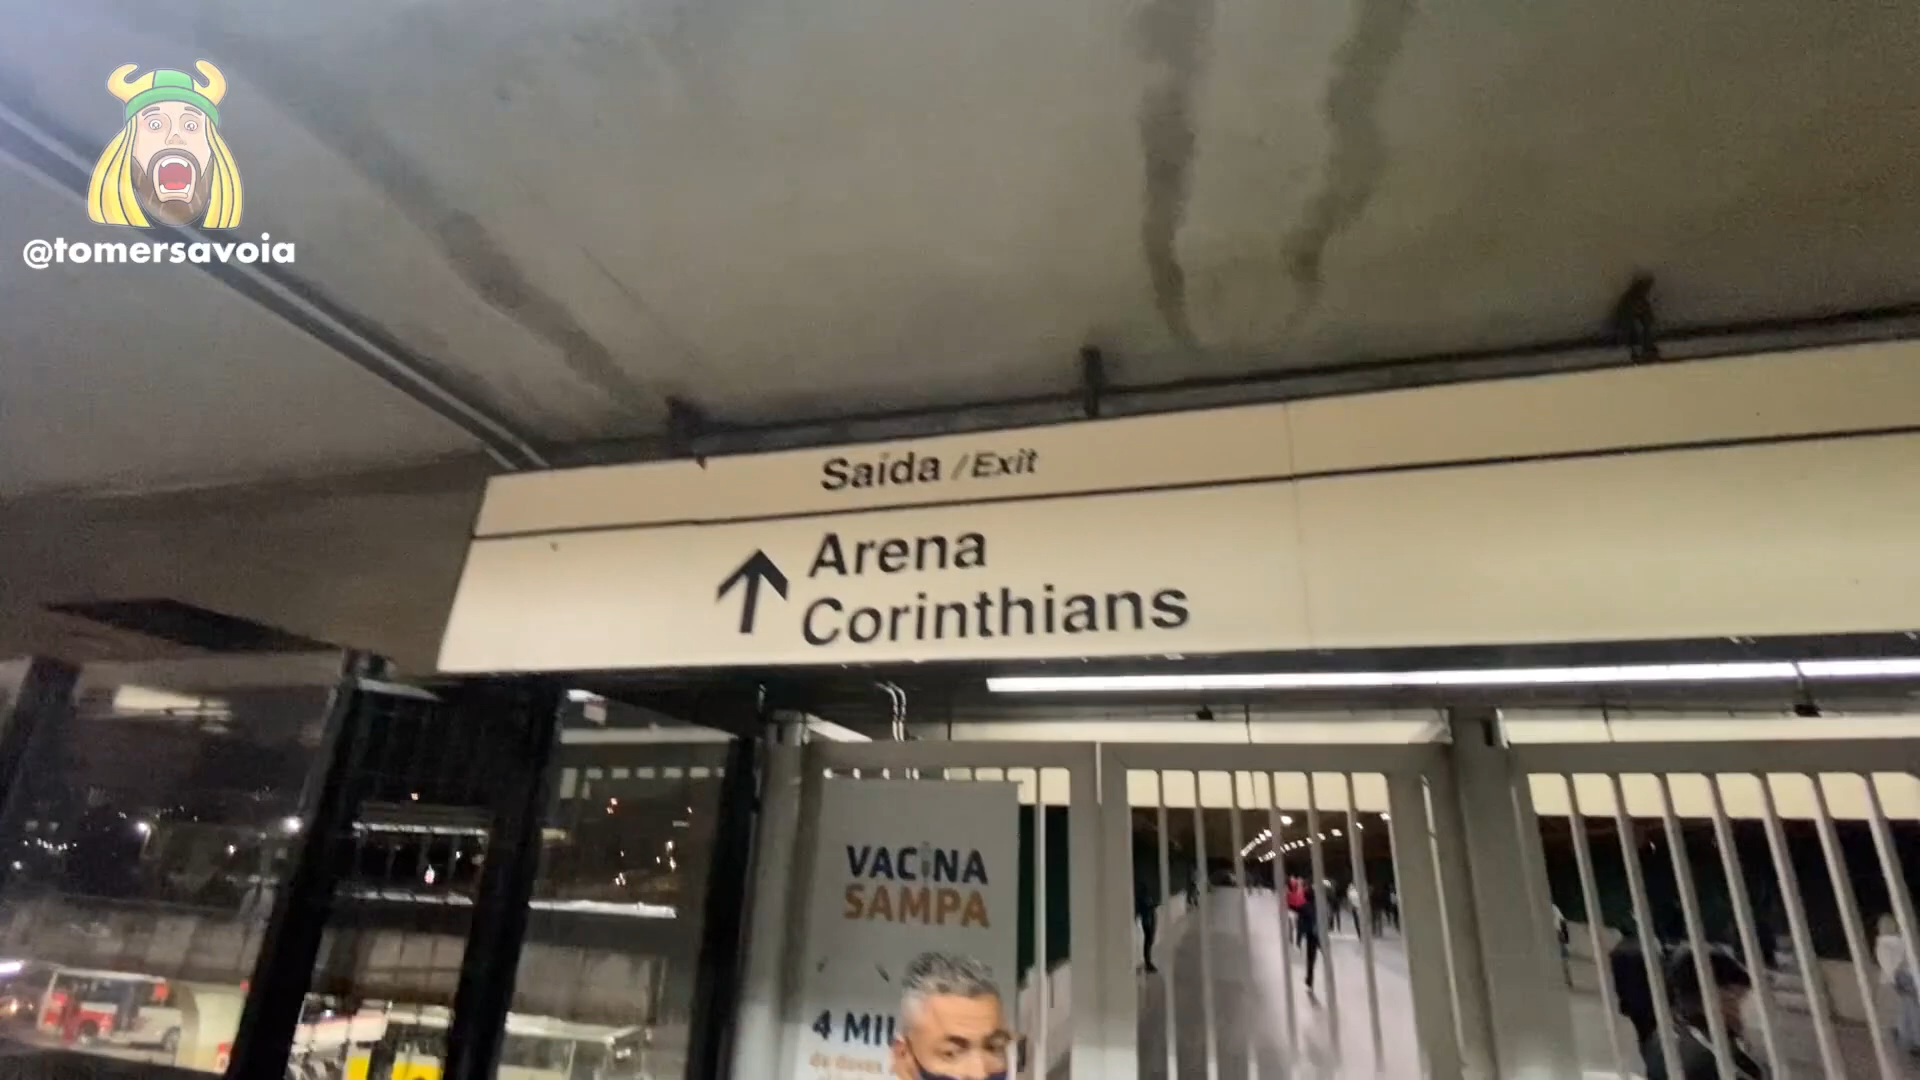 @tomersavoia
Saída / Exit
Arena
Corinthians
VACINA
SAMPA
4 MIL